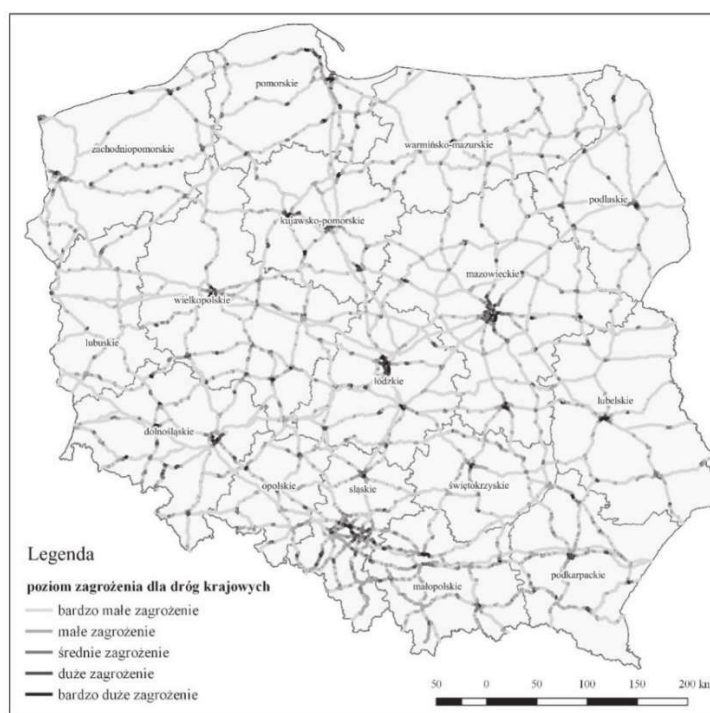 pomorskie
zachodniopomorskie
warmińsko-mazurskie
podlaskie
kujawsko-pomorskie
mazowieckie
wielkopolskie
lubuskie
łódzkie
lubelskie
dolnośląskie
opolskie
śląskie
świętokrzyskie
małopolskie
podkarpackie
Legenda
poziom zagrożenia dla dróg krajowych
bardzo małe zagrożenie
małe zagrożenie
średnie zagrożenie
duże zagrożenie
bardzo duże zagrożenie
50 0 50 100 150 200 km